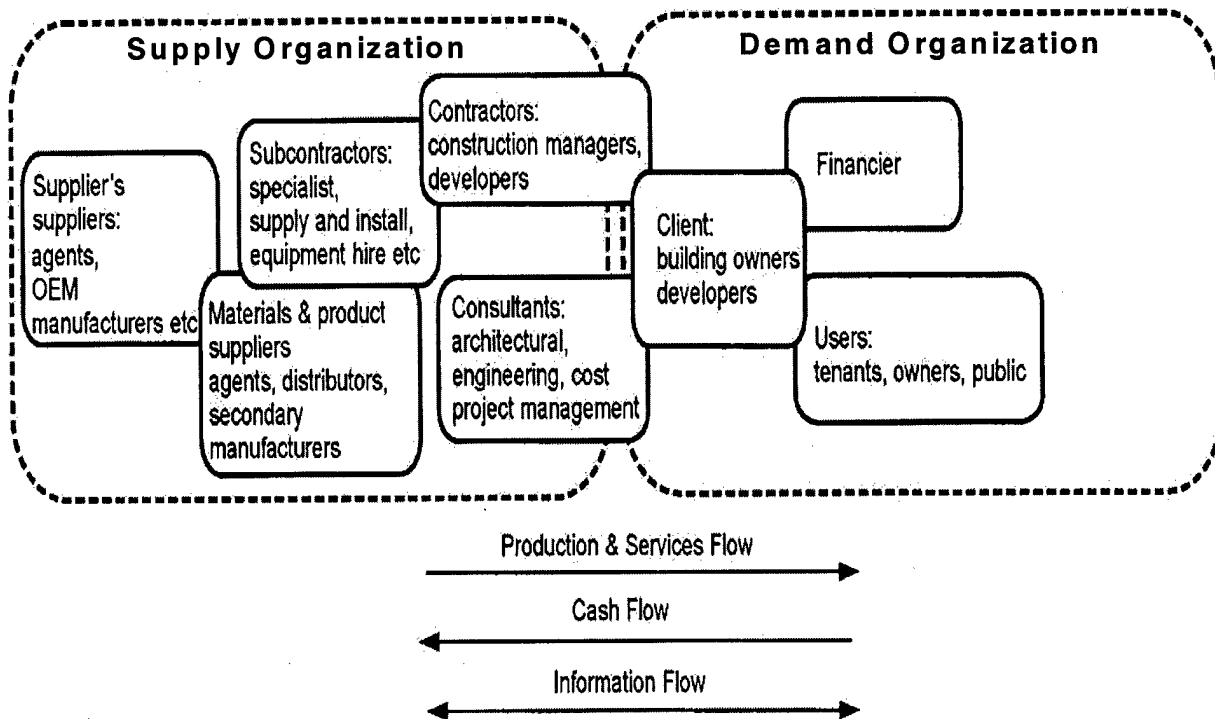 Supply Organization
Demand Organization
Supplier's
suppliers:
agents,
OEM
manufacturers etc
Subcontractors:
specialist,
supply and install,
equipment hire etc
Materials & product
suppliers
agents, distributors,
secondary
manufacturers
Contractors:
construction managers,
developers
Consultants:
architectural,
engineering, cost
project management
Client:
building owners
developers
Financier
Users:
tenants, owners, public
Production & Services Flow
Cash Flow
Information Flow